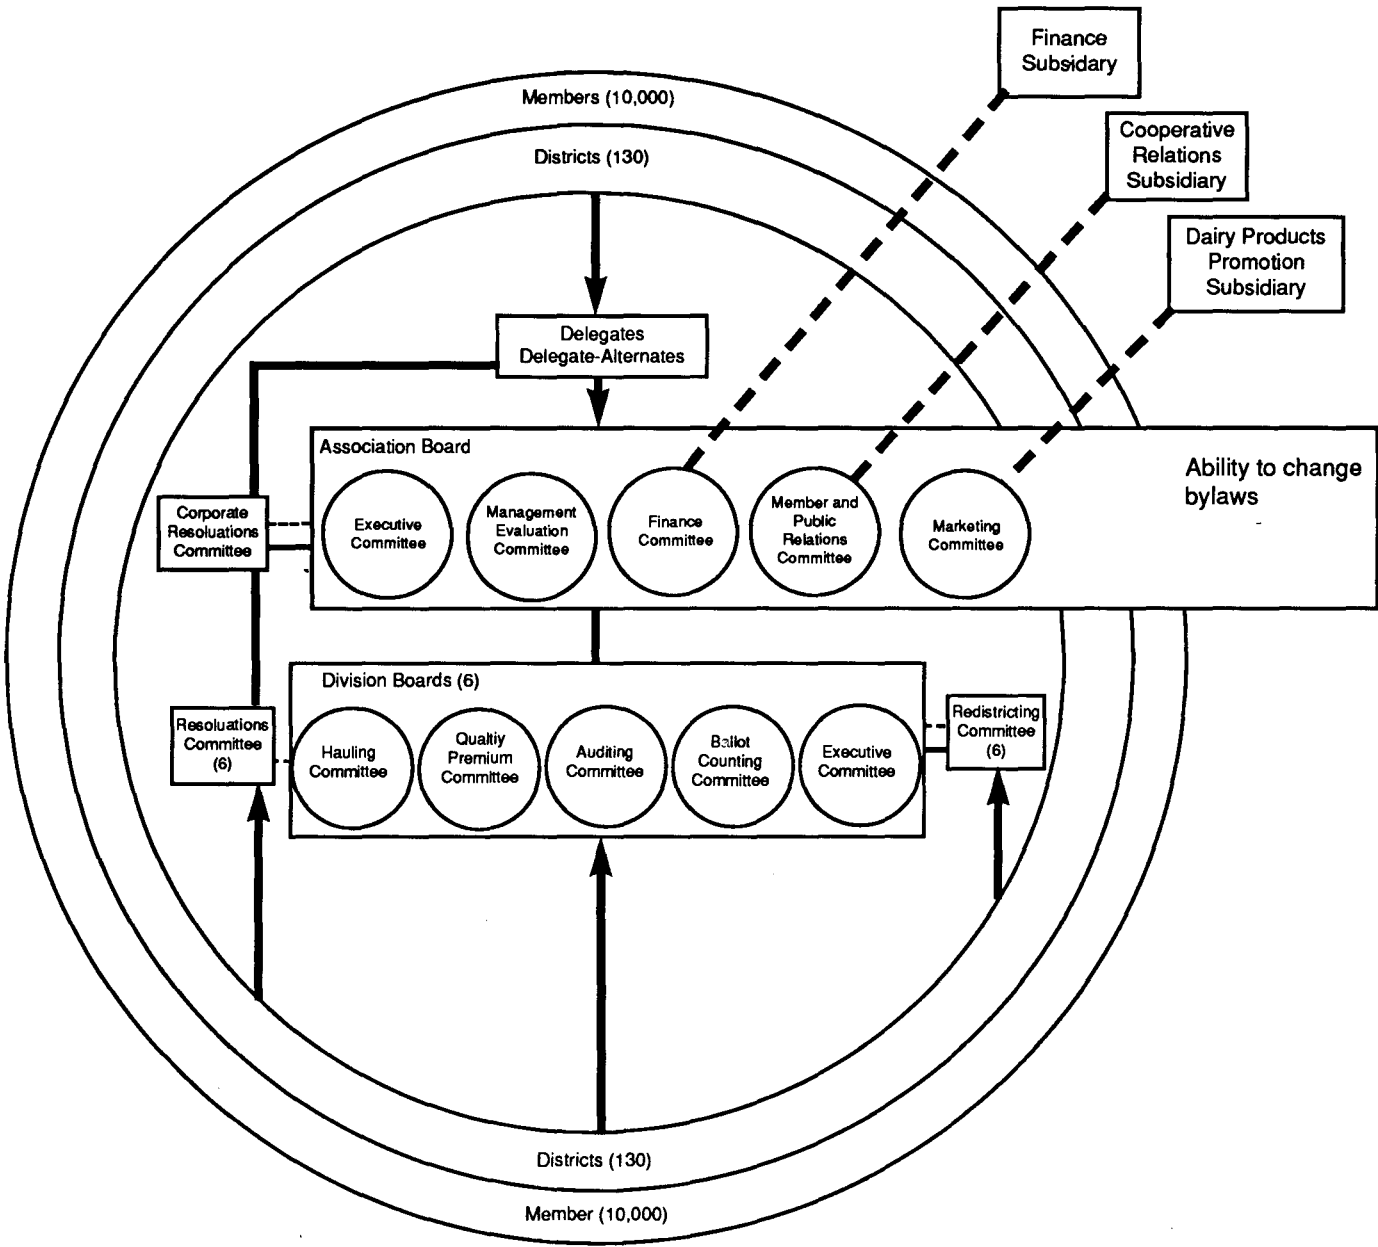 Finance
Subsidary
Members (10,000)
Cooperative
Relations
Subsidiary
Districts (130)
Dairy Products
Promotion
Subsidiary
Delegates
Delegate-Alternates
Association Board
Ability to change
bylaws
Corporate
Resoluations
Committee
Executive
Committee
Management
Evaluation
Committee
Finance
Committee
Member and
Public
Relations
Committee
Marketing
Committee
Division Boards (6)
Resoluations
Committee
(6)
Hauling
Committee
Qualtiy
Premium
Committee
Auditing
Committee
Ballot
Counting
Committee
Executive
Committee
Redistricting
Committee
(6)
Districts (130)
Member (10,000)